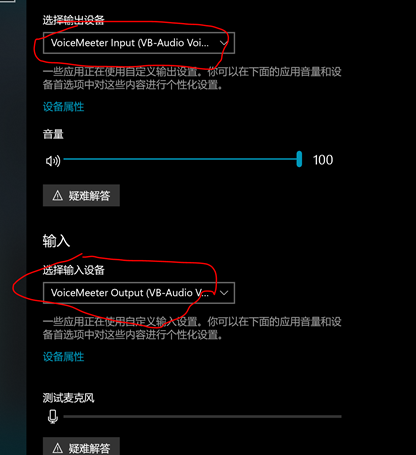 选择输出设备
VoiceMeeter Input (VB-Audio Voi...
一些应用正在使用自定义输出设置。你可以在下面的应用音量和设
备首选项中对这些内容进行个性化设置。
设备属性
音量
100
疑难解答
输入
选择输入设备
VoiceMeeter Output (VB-Audio V...
一些应用正在使用自定义输入设置。你可以在下面的应用音量和设
备首选项中对这些内容进行个性化设置。
设备属性
测试麦克风
疑难解答